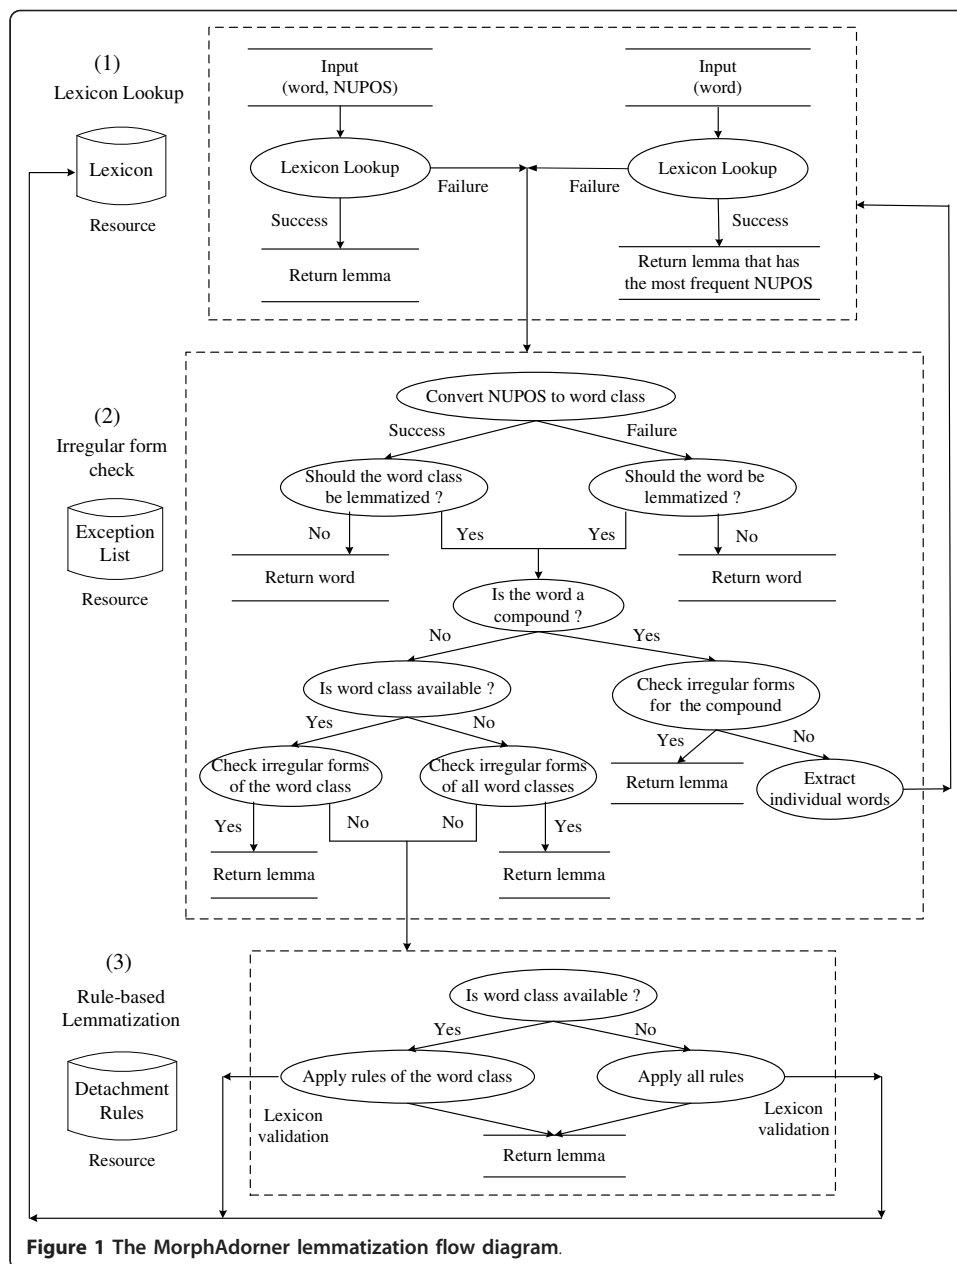 (1)
Lexicon Lookup
Lexicon
Resource
Input
(word, NUPOS)
Input
(word)
Lexicon Lookup
Lexicon Lookup
Failure
Failure
Success
Success
Return lemma
Return lemma that has
the most frequent NUPOS
(2)
Irregular form
check
Exception
List
Resource
Convert NUPOS to word class
Success
Failure
Should the word class
be lemmatized ?
Should the word be
lemmatized ?
No
Yes
Yes
No
Return word
Return word
Is the word a
compound ?
No
Yes
Is word class available ?
Check irregular forms
for the compound
Yes
No
Yes
No
Check irregular forms
of the word class
Check irregular forms
of all word classes
Return lemma
Extract
individual words
Yes
No
No
Yes
Return lemma
Return lemma
(3)
Rule-based
Lemmatization
Detachment
Rules
Resource
Is word class available ?
Yes
No
Apply rules of the word class
Apply all rules
Lexicon
validation
Lexicon
validation
Return lemma
Figure 1 The MorphAdorner lemmatization flow diagram.